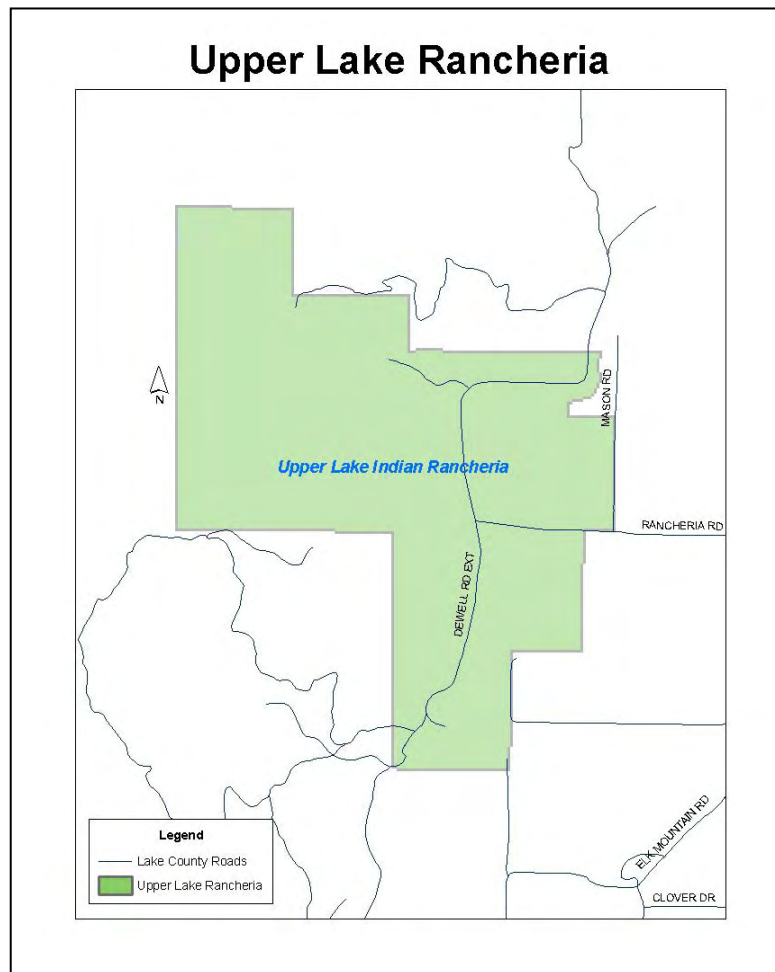 Upper Lake Rancheria
N
MASON RD
Upper Lake Indian Rancheria
RANCHERIA RD
DEWELL RD EXT
ELK MOUNTAIN RD
CLOVER DR
Legend
Lake County Roads
Upper Lake Rancheria